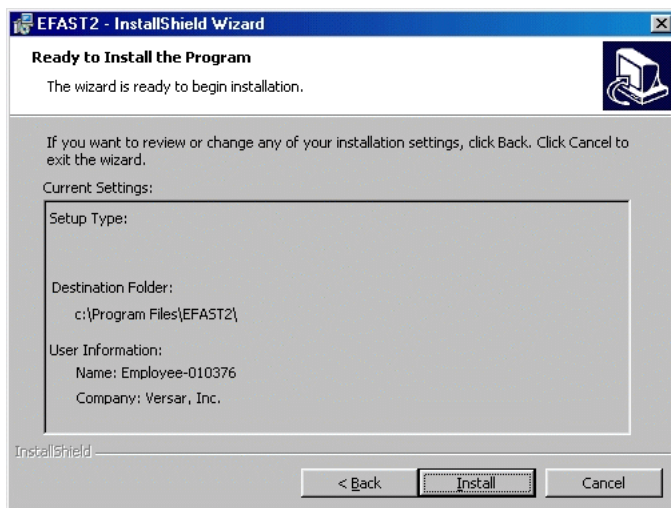 EFAST2 - InstallShield Wizard
Ready to Install the Program
The wizard is ready to begin installation.
If you want to review or change any of your installation settings, click Back. Click Cancel to
exit the wizard.
Current Settings:
Setup Type:
Destination Folder:
c:\Program Files\EFAST2\
User Information:
Name: Employee-010376
Company: Versar, Inc.
InstallShield
< Back
Install
Cancel